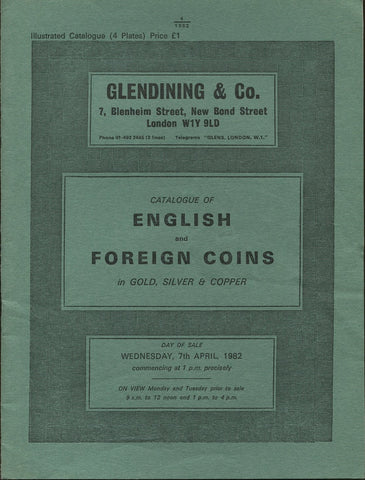 4
1982
Illustrated Catalogue (4 Plates) Price £1
GLENDINING & Co.
7, Blenheim Street, New Bond Street
London W1Y 9LD
Phone 01-493 2445 (2 lines) Telegrams "GLENS, LONDON, W.1."
CATALOGUE OF
ENGLISH
and
FOREIGN COINS
in GOLD, SILVER & COPPER
DAY OF SALE
WEDNESDAY, 7th APRIL, 1982
commencing at 1 p.m. precisely
ON VIEW Monday and Tuesday prior to sale
9 a.m. to 12 noon and 1 p.m. to 4 p.m.